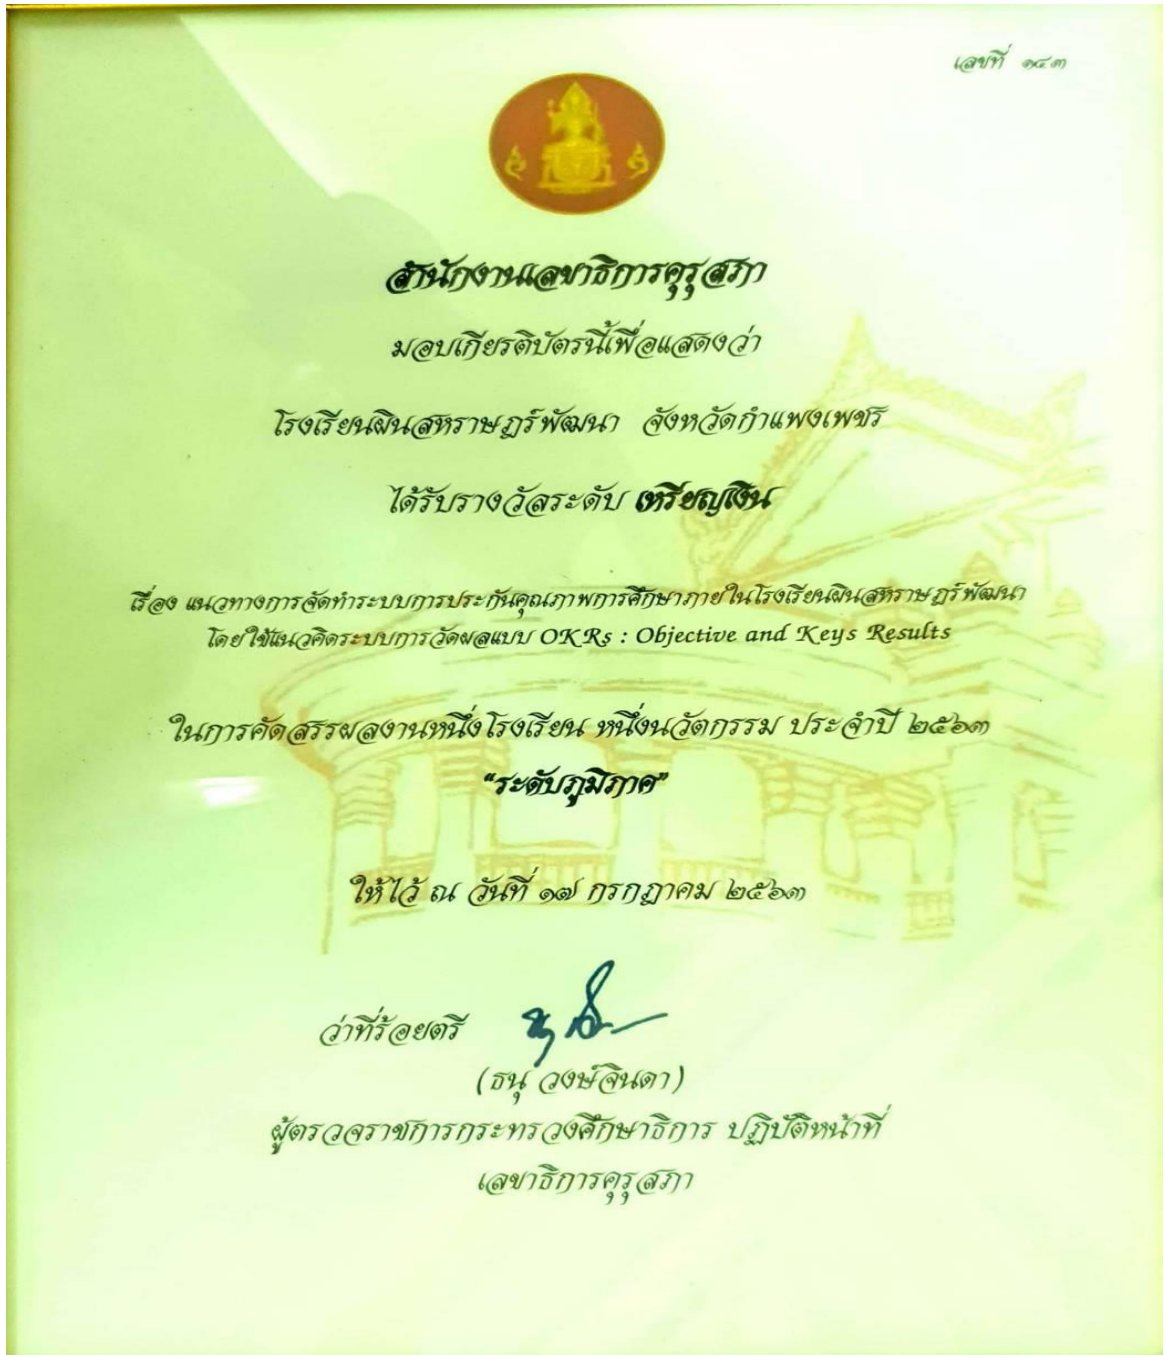 เลขที่ ๑๔๓
สำนักงานเลขาธิการคุรุสภา
มอบเกียรติบัตรนี้เพื่อแสดงว่า
โรงเรียนผินสหราษฎร์พัฒนา จังหวัดกำแพงเพชร
ได้รับรางวัลระดับ เหรียญเงิน
เรื่อง แนวทางการจัดทำระบบการประกันคุณภาพการศึกษาภายในโรงเรียนผินสหราษฎร์พัฒนา
โดยใช้แนวคิดระบบการวัดผลแบบ OKRs : Objective and Keys Results
ในการคัดสรรผลงานหนึ่งโรงเรียน หนึ่งนวัตกรรม ประจำปี ๒๕๖๓
“ระดับภูมิภาค”
ให้ไว้ ณ วันที่ ๑๗ กรกฎาคม ๒๕๖๓
ว่าที่ร้อยตรี
(ธนุ วงษ์จินดา)
ผู้ตรวจราชการกระทรวงศึกษาธิการ ปฏิบัติหน้าที่
เลขาธิการคุรุสภา